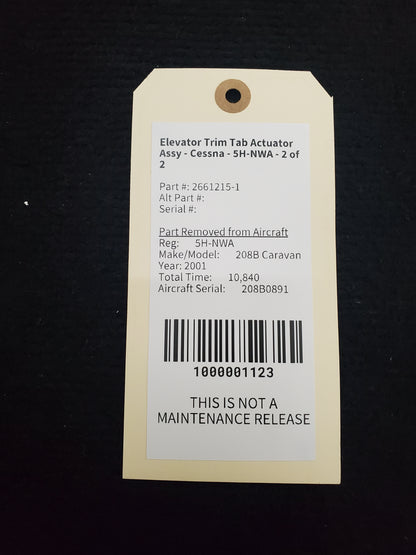 Elevator Trim Tab Actuator
Assy - Cessna - 5H-NWA - 2 of
2
Part #: 2661215-1
Alt Part #:
Serial #:
Part Removed from Aircraft
Reg: 5H-NWA
Make/Model: 208B Caravan
Year: 2001
Total Time: 10,840
Aircraft Serial: 208B0891
1000001123
THIS IS NOT A
MAINTENANCE RELEASE